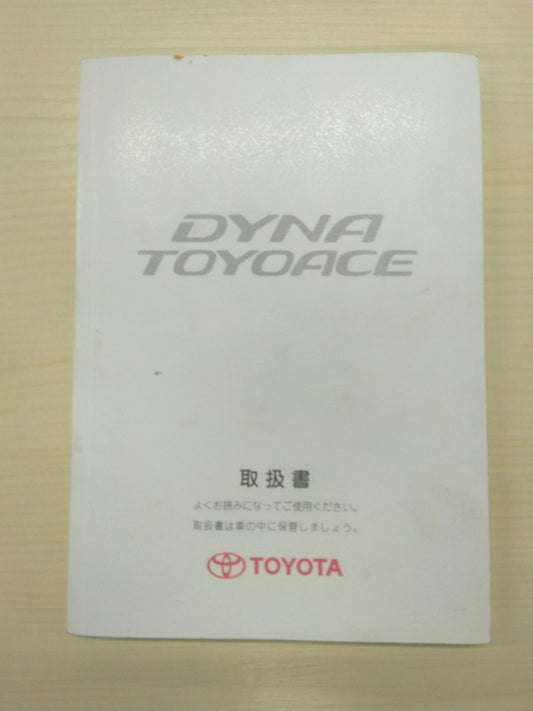 DYNA
TOYOACE
取扱書
よくお読みになってご使用ください。
取扱書は車の中に保管しましょう。
TOYOTA